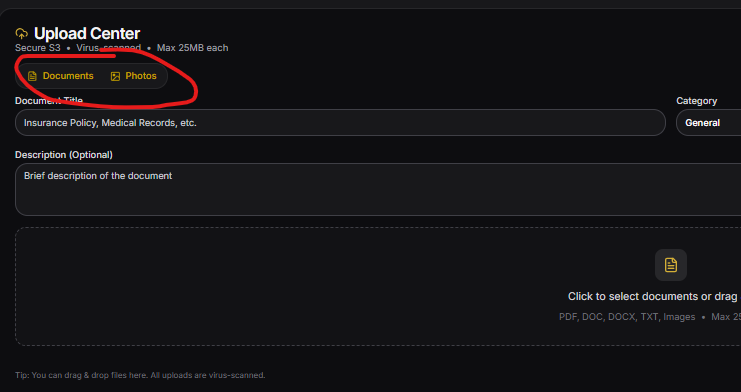 Upload Center
Secure S3 • Virus-scanned • Max 25MB each
Documents Photos
Document Title Category
Insurance Policy, Medical Records, etc. General
Description (Optional)
Brief description of the document
Click to select documents or drag
PDF, DOC, DOCX, TXT, Images • Max 25
Tip: You can drag & drop files here. All uploads are virus-scanned.